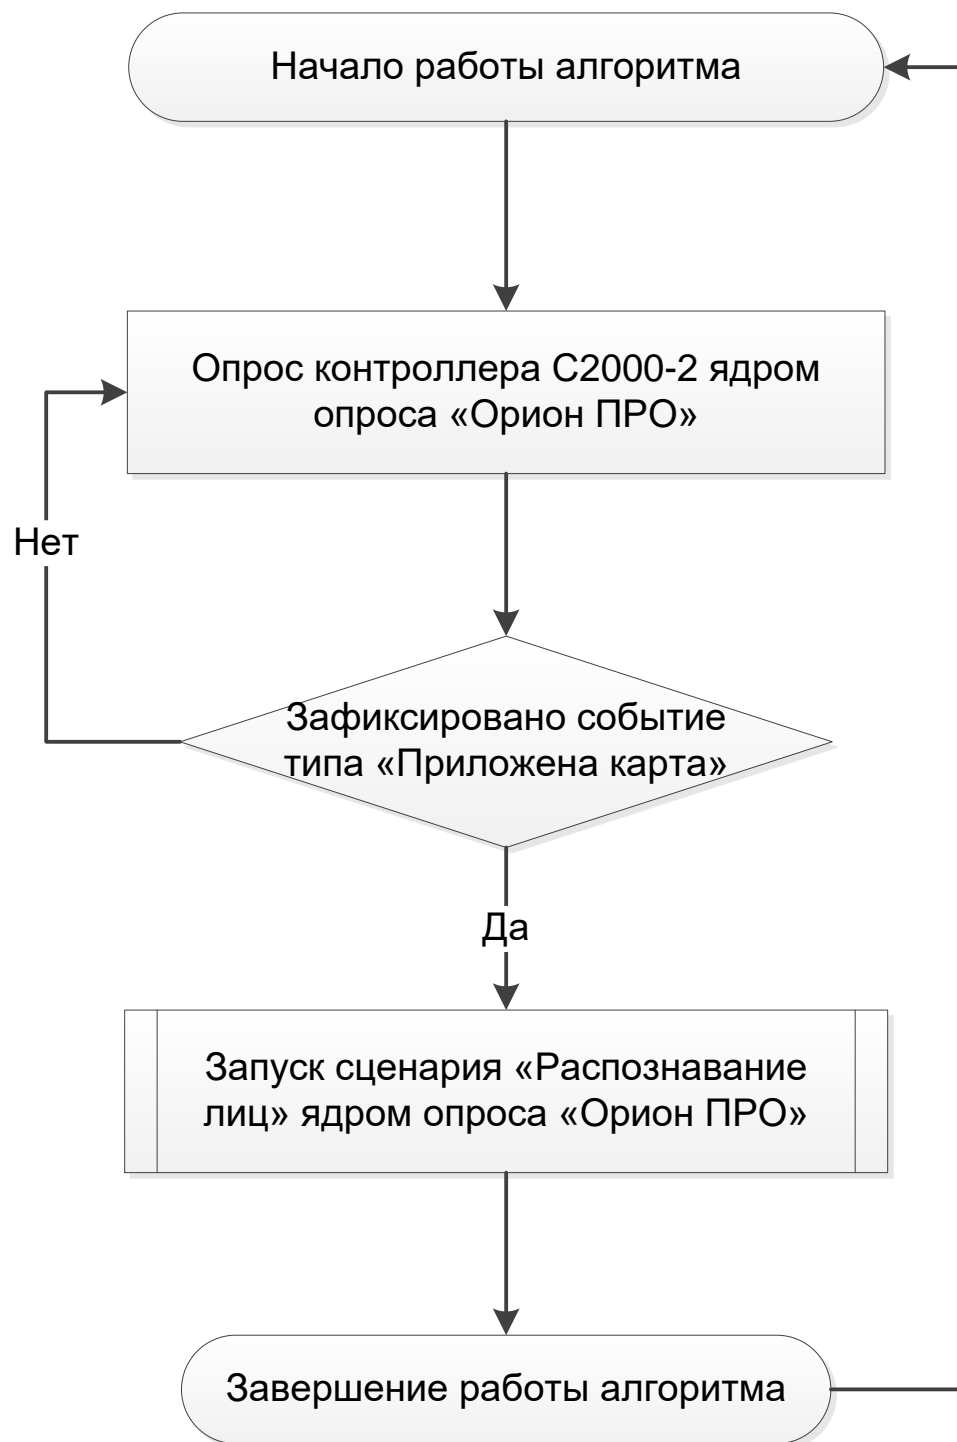 Начало работы алгоритма
Опрос контроллера С2000-2 ядром
опроса «Орион ПРО»
Нет
Зафиксировано событие
типа «Приложена карта»
Да
Запуск сценария «Распознавание
лиц» ядром опроса «Орион ПРО»
Завершение работы алгоритма